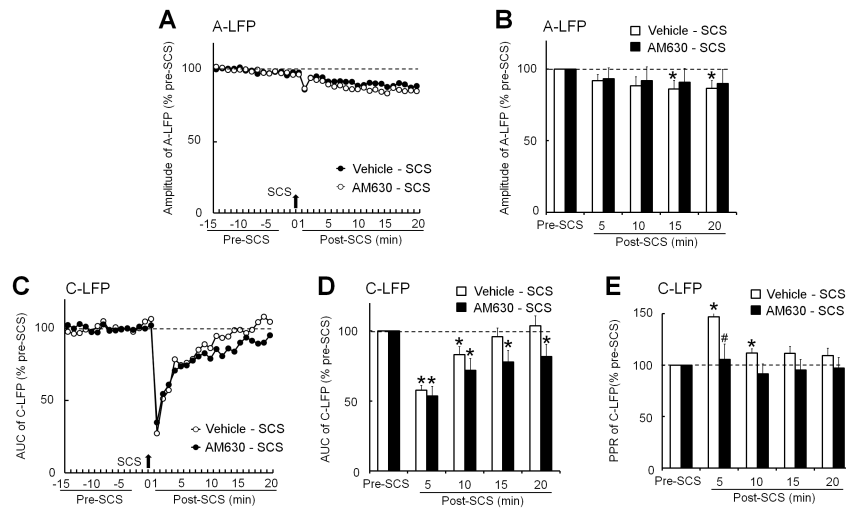 A
A-LFP
Amplitude of A-LFP (% pre-SCS)
100
50
0
Vehicle - SCS
AM630 - SCS
SCS
-15 -10 -5 01 5 10 15 20
Pre-SCS Post-SCS (min)
B
A-LFP
Vehicle - SCS
AM630 - SCS
Amplitude of A-LFP (% pre-SCS)
100
50
0
* *
Pre-SCS 5 10 15 20
Post-SCS (min)
C
C-LFP
AUC of C-LFP (% pre-SCS)
100
50
0
Vehicle - SCS
AM630 - SCS
SCS
-15 -10 -5 01 5 10 15 20
Pre-SCS Post-SCS (min)
D
C-LFP
Vehicle - SCS
AM630 - SCS
AUC of C-LFP (% pre-SCS)
100
50
0
** * * * *
Pre-SCS 5 10 15 20
Post-SCS (min)
E
C-LFP
Vehicle - SCS
AM630 - SCS
PPR of C-LFP(% pre-SCS)
150
100
50
0
* # *
Pre-SCS 5 10 15 20
Post-SCS (min)